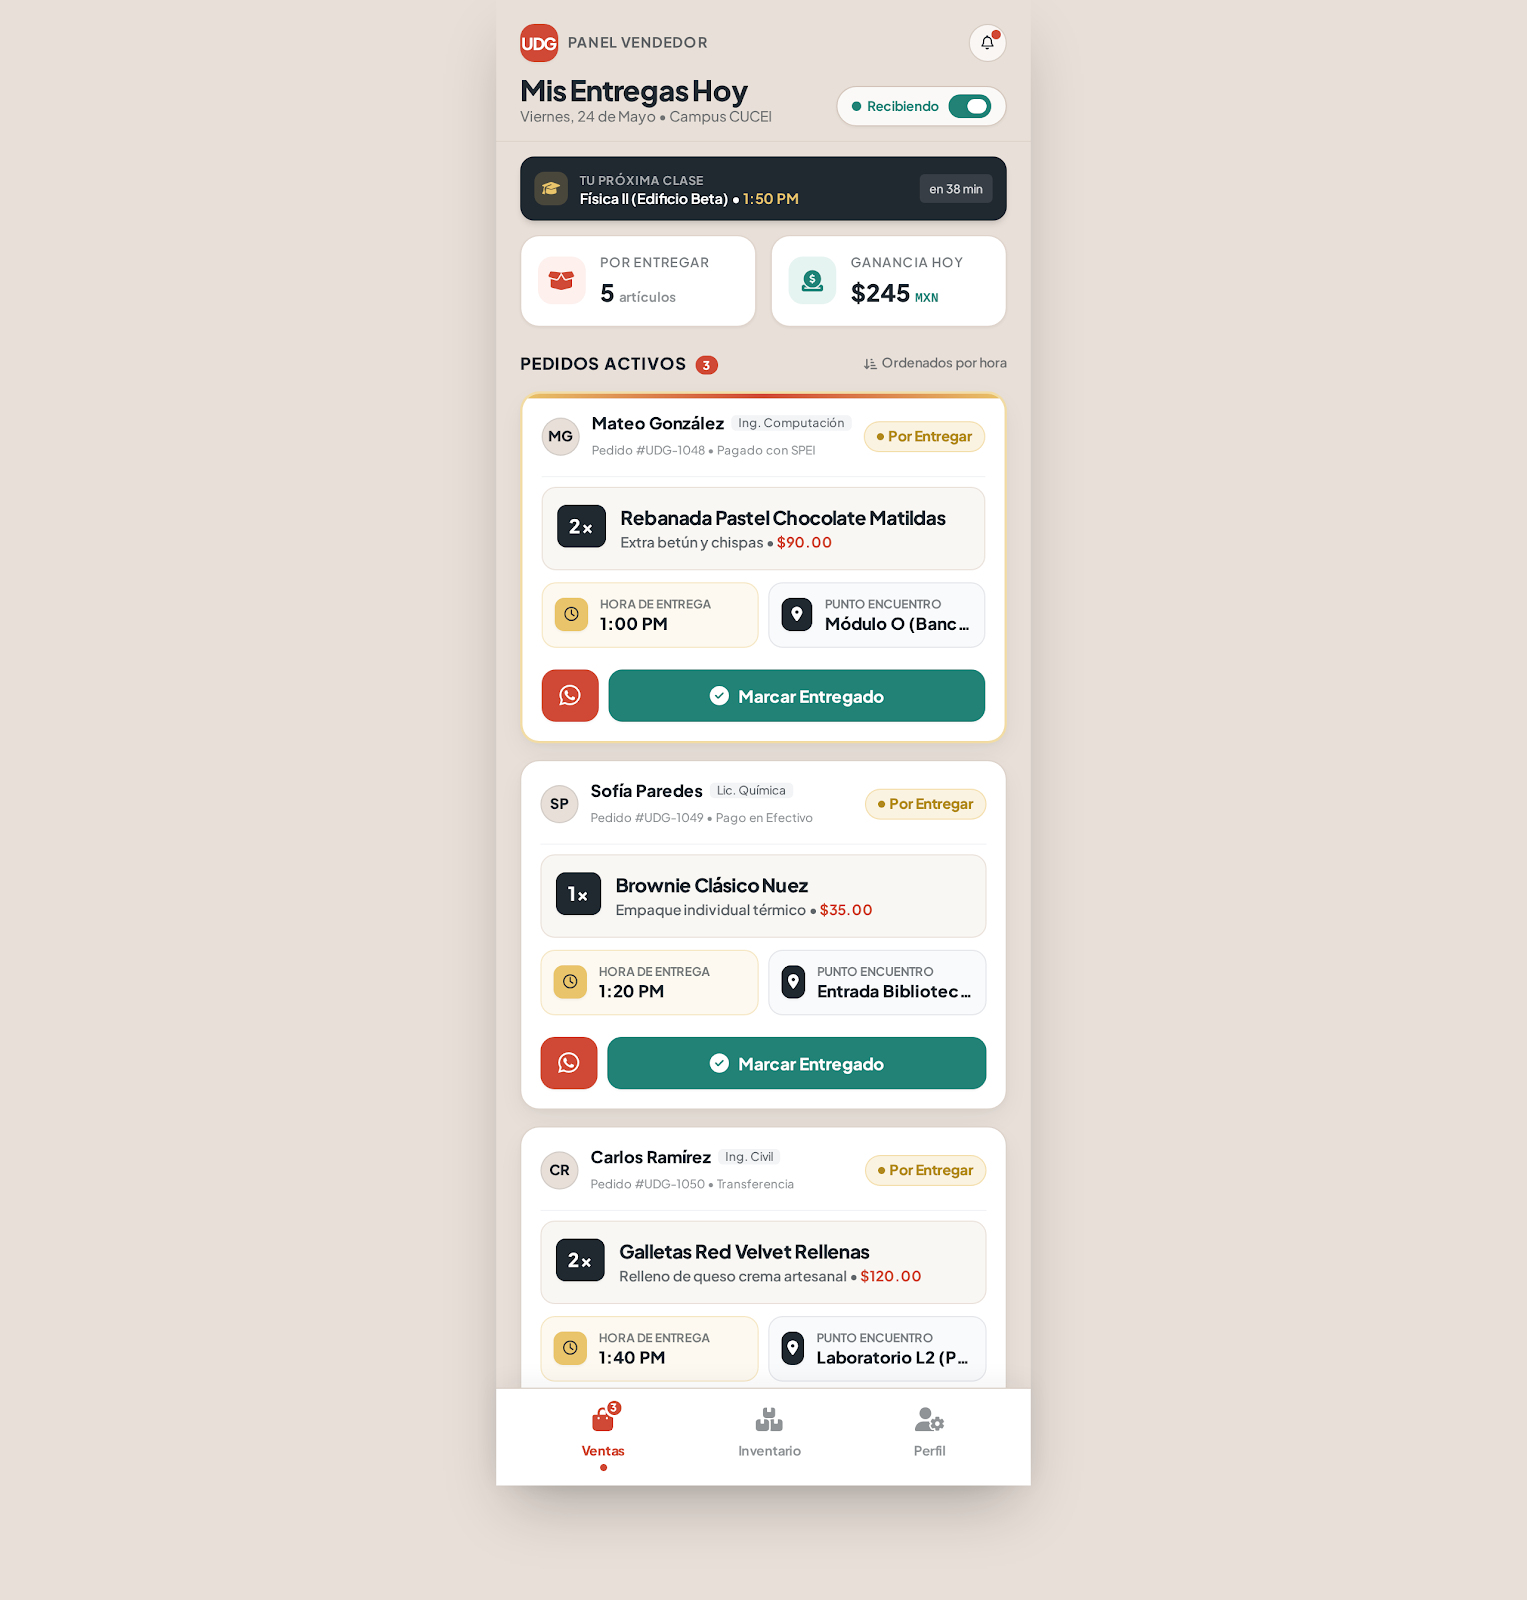 UDG PANEL VENDEDOR
Mis Entregas Hoy
Viernes, 24 de Mayo • Campus CUCEI
Recibiendo
TU PRÓXIMA CLASE
Física II (Edificio Beta) • 1:50 PM
en 38 min
POR ENTREGAR
5 artículos
GANANCIA HOY
$245 MXN
PEDIDOS ACTIVOS 3
Ordenados por hora
MG
Mateo González Ing. Computación
Pedido #UDG-1048 • Pagado con SPEI
Por Entregar
2×
Rebanada Pastel Chocolate Matildas
Extra betún y chispas • $90.00
HORA DE ENTREGA
1:00 PM
PUNTO ENCUENTRO
Módulo O (Banc...
Marcar Entregado
SP
Sofía Paredes Lic. Química
Pedido #UDG-1049 • Pago en Efectivo
Por Entregar
1×
Brownie Clásico Nuez
Empaque individual térmico • $35.00
HORA DE ENTREGA
1:20 PM
PUNTO ENCUENTRO
Entrada Bibliotec...
Marcar Entregado
CR
Carlos Ramírez Ing. Civil
Pedido #UDG-1050 • Transferencia
Por Entregar
2×
Galletas Red Velvet Rellenas
Relleno de queso crema artesanal • $120.00
HORA DE ENTREGA
1:40 PM
PUNTO ENCUENTRO
Laboratorio L2 (P...
3
Ventas
Inventario
Perfil